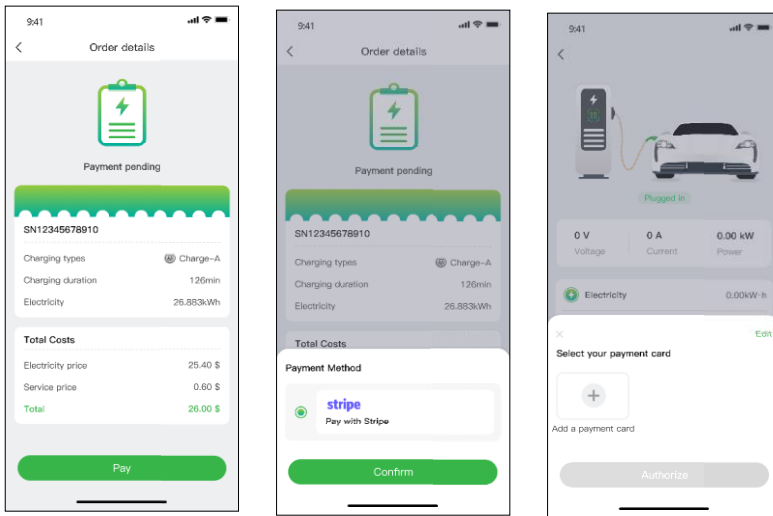 9:41
Order details
Payment pending
SN12345678910
Charging types Charge-A
Charging duration 126min
Electricity 26.883kWh
Total Costs
Electricity price 25.40 $
Service price 0.60 $
Total 26.00 $
Pay
9:41
Order details
Payment pending
SN12345678910
Charging types Charge-A
Charging duration 126min
Electricity 26.883kWh
Total Costs
Payment Method
stripe
Pay with Stripe
Confirm
9:41
Plugged in
0 V 0 A 0.00 kW
Voltage Current Power
Electricity 0.00kW·h
Edit
Select your payment card
Add a payment card
Authorize